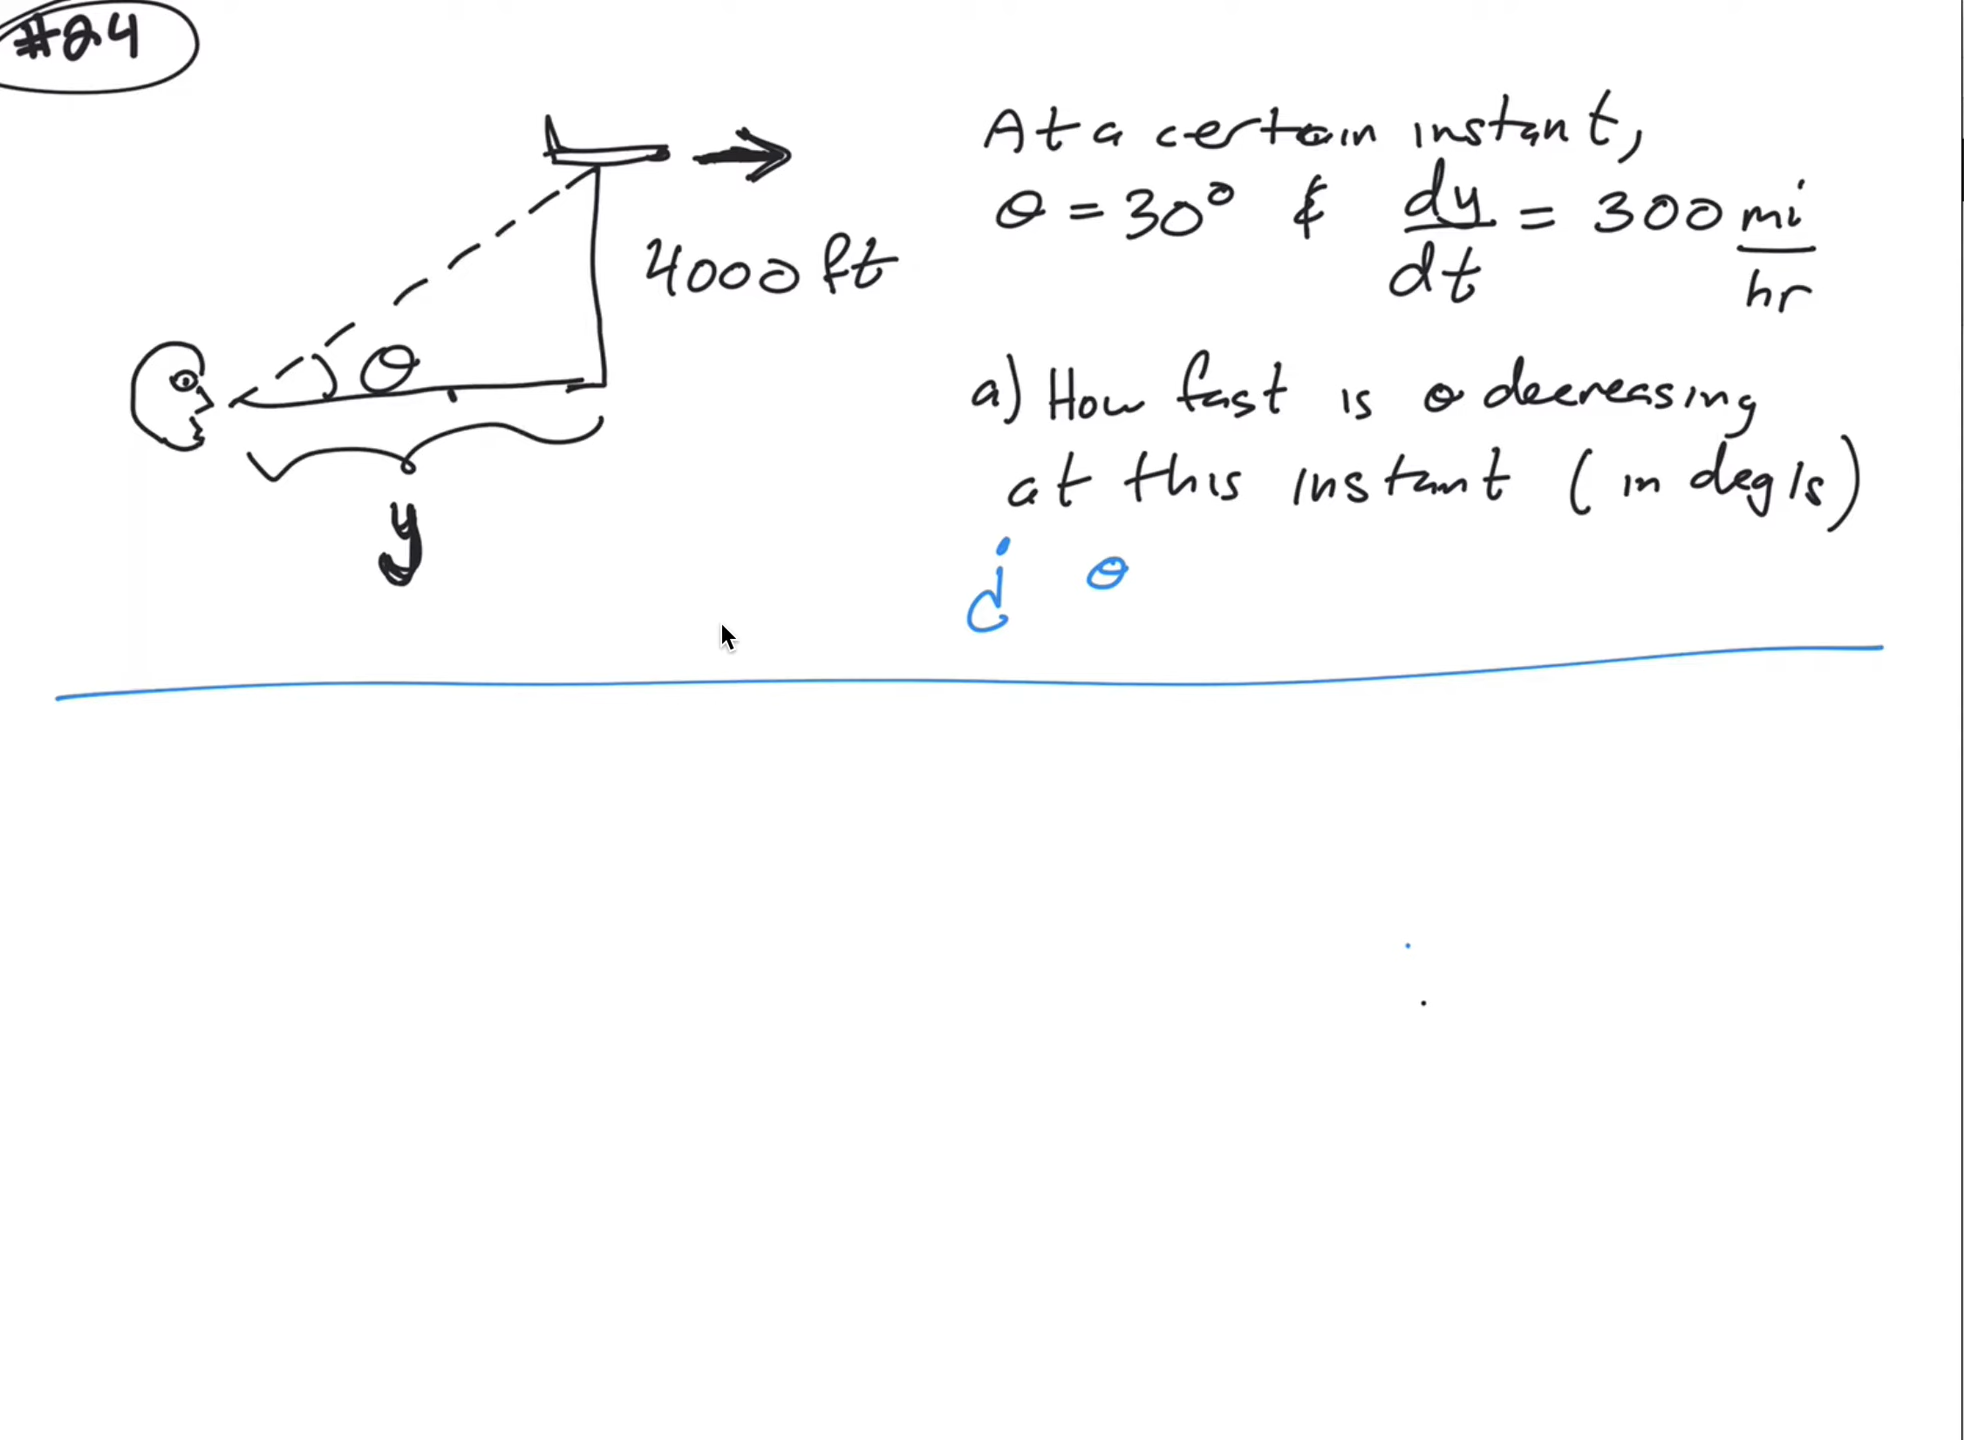 #24
At a certain instant,
θ = 30° & dy/dt = 300 mi/hr
4000 ft
θ
a) How fast is θ decreasing
at this instant (in deg/s)
y
d θ